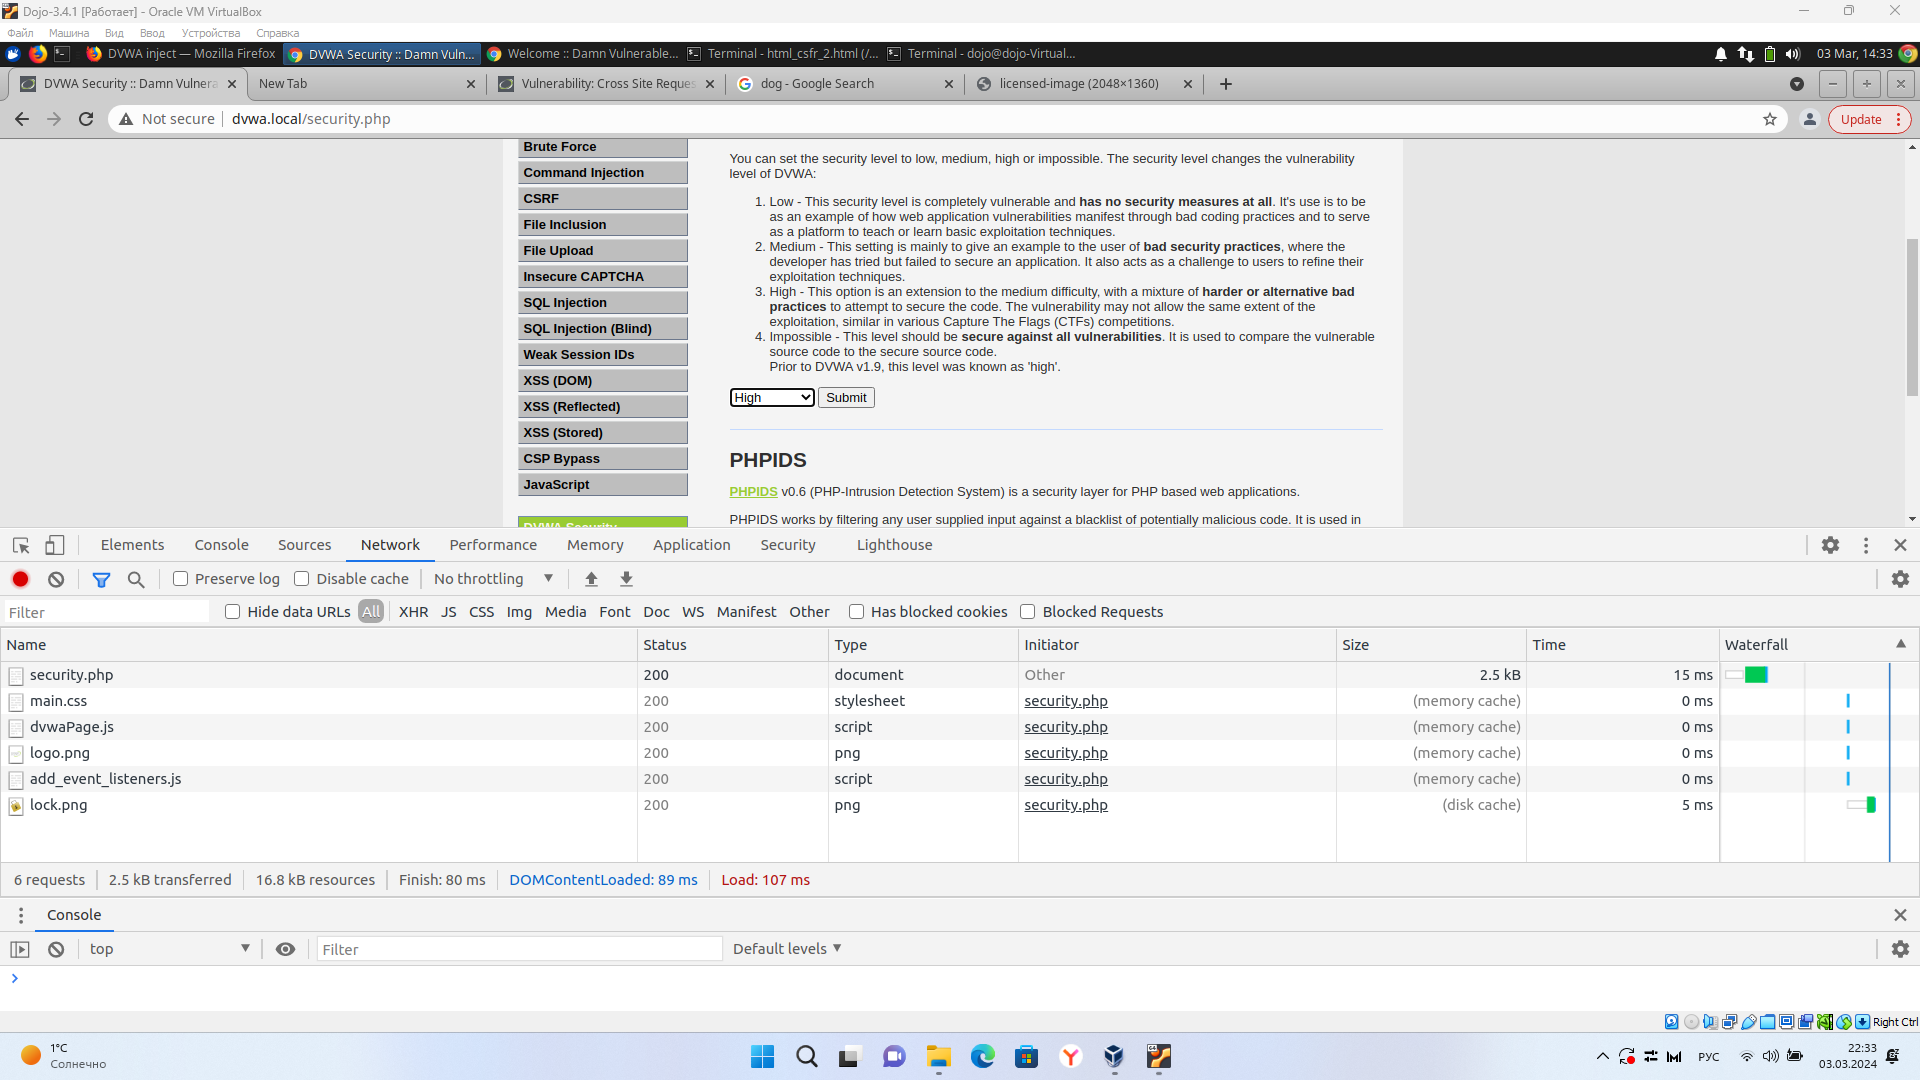 Dojo-3.4.1 [Работает] - Oracle VM VirtualBox
Файл Машина Вид Ввод Устройства Справка
DVWA inject — Mozilla Firefox DVWA Security :: Damn Vuln... Welcome :: Damn Vulnerable... Terminal - html_csfr_2.html (/... Terminal - dojo@dojo-Virtual... 03 Mar, 14:33
DVWA Security :: Damn Vulnera New Tab Vulnerability: Cross Site Reques dog - Google Search licensed-image (2048×1360)
Not secure dvwa.local/security.php Update
Brute Force
Command Injection
CSRF
File Inclusion
File Upload
Insecure CAPTCHA
SQL Injection
SQL Injection (Blind)
Weak Session IDs
XSS (DOM)
XSS (Reflected)
XSS (Stored)
CSP Bypass
JavaScript
DVWA Security
You can set the security level to low, medium, high or impossible. The security level changes the vulnerability
level of DVWA:
1. Low - This security level is completely vulnerable and has no security measures at all. It's use is to be
as an example of how web application vulnerabilities manifest through bad coding practices and to serve
as a platform to teach or learn basic exploitation techniques.
2. Medium - This setting is mainly to give an example to the user of bad security practices, where the
developer has tried but failed to secure an application. It also acts as a challenge to users to refine their
exploitation techniques.
3. High - This option is an extension to the medium difficulty, with a mixture of harder or alternative bad
practices to attempt to secure the code. The vulnerability may not allow the same extent of the
exploitation, similar in various Capture The Flags (CTFs) competitions.
4. Impossible - This level should be secure against all vulnerabilities. It is used to compare the vulnerable
source code to the secure source code.
Prior to DVWA v1.9, this level was known as 'high'.
High Submit
PHPIDS
PHPIDS v0.6 (PHP-Intrusion Detection System) is a security layer for PHP based web applications.
PHPIDS works by filtering any user supplied input against a blacklist of potentially malicious code. It is used in
Elements Console Sources Network Performance Memory Application Security Lighthouse
Preserve log Disable cache No throttling
Filter Hide data URLs All XHR JS CSS Img Media Font Doc WS Manifest Other Has blocked cookies Blocked Requests
Name Status Type Initiator Size Time Waterfall
security.php 200 document Other 2.5 kB 15 ms
main.css 200 stylesheet security.php (memory cache) 0 ms
dvwaPage.js 200 script security.php (memory cache) 0 ms
logo.png 200 png security.php (memory cache) 0 ms
add_event_listeners.js 200 script security.php (memory cache) 0 ms
lock.png 200 png security.php (disk cache) 5 ms
6 requests 2.5 kB transferred 16.8 kB resources Finish: 80 ms DOMContentLoaded: 89 ms Load: 107 ms
Console
top Filter Default levels
Right Ctrl
1°C
Солнечно
РУС
22:33
03.03.2024